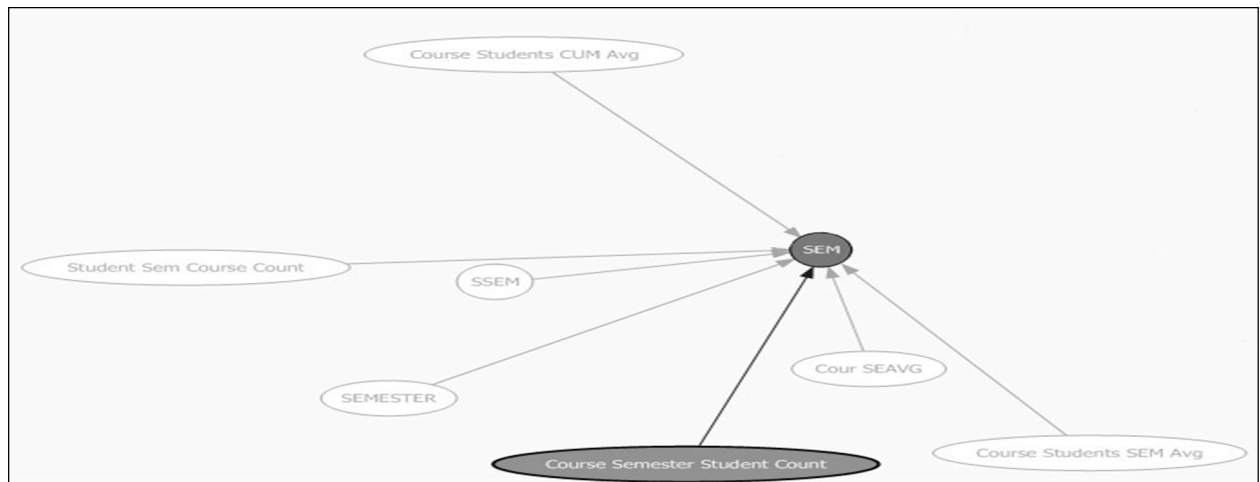 Course Students CUM Avg
SEM
Student Sem Course Count
SSEM
Cour SEAVG
SEMESTER
Course Students SEM Avg
Course Semester Student Count